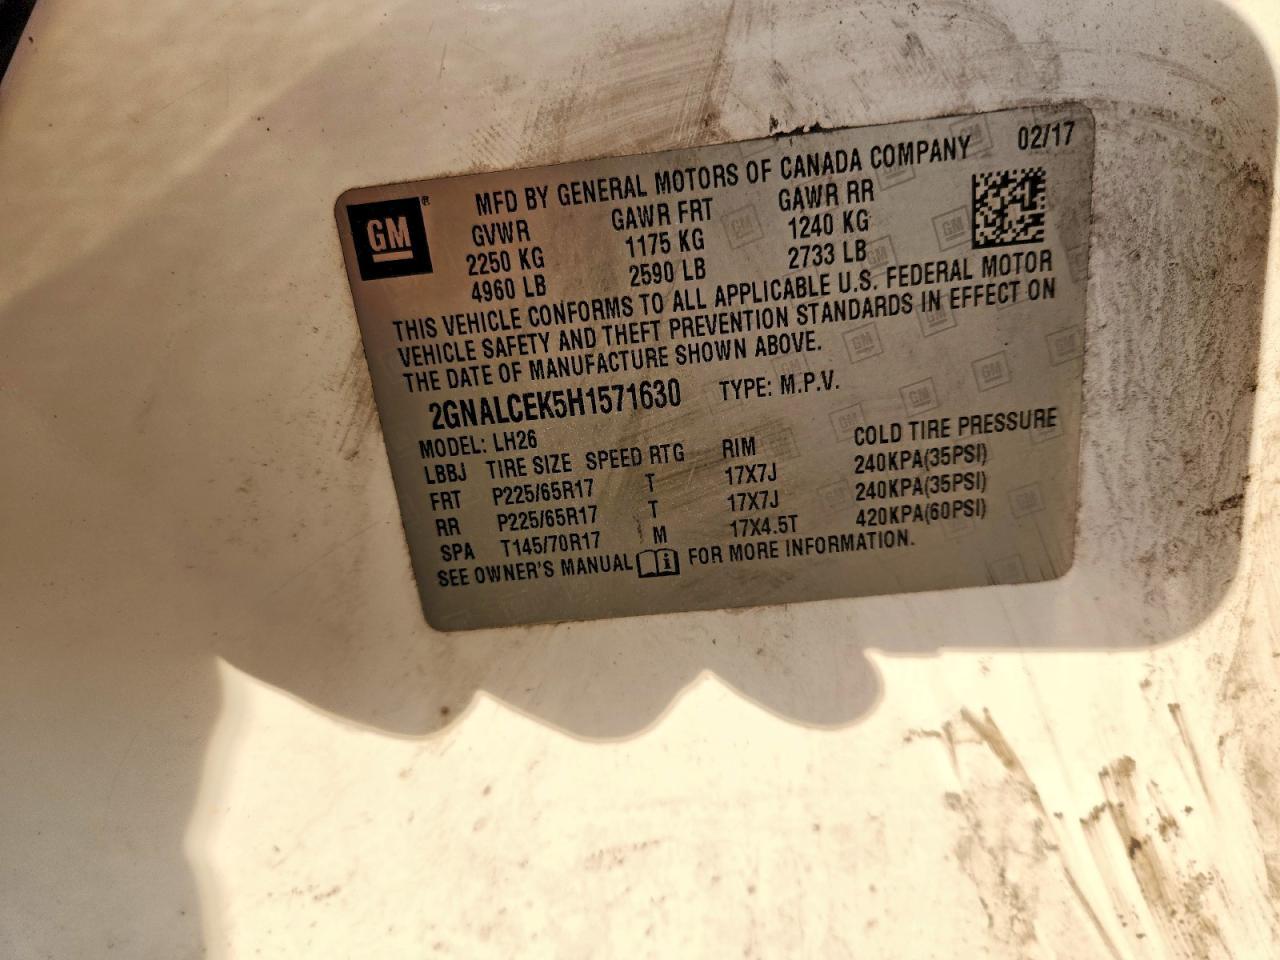 GM®
MFD BY GENERAL MOTORS OF CANADA COMPANY 02/17
GVWR GAWR FRT GAWR RR
2250 KG 1175 KG 1240 KG
4960 LB 2590 LB 2733 LB
THIS VEHICLE CONFORMS TO ALL APPLICABLE U.S. FEDERAL MOTOR
VEHICLE SAFETY AND THEFT PREVENTION STANDARDS IN EFFECT ON
THE DATE OF MANUFACTURE SHOWN ABOVE.
2GNALCEK5H1571630 TYPE: M.P.V.
MODEL: LH26
LBBJ TIRE SIZE SPEED RTG RIM COLD TIRE PRESSURE
FRT P225/65R17 T 17X7J 240KPA(35PSI)
RR P225/65R17 T 17X7J 240KPA(35PSI)
SPA T145/70R17 M 17X4.5T 420KPA(60PSI)
SEE OWNER'S MANUAL i FOR MORE INFORMATION.